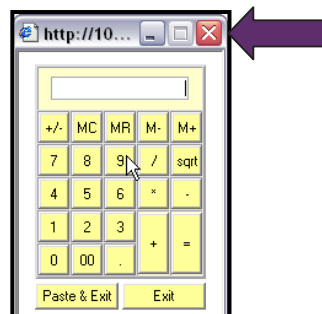 http://10...
+/- MC MR M- M+
7 8 9 / sqrt
4 5 6 * -
1 2 3 + =
0 00 .
Paste & Exit Exit